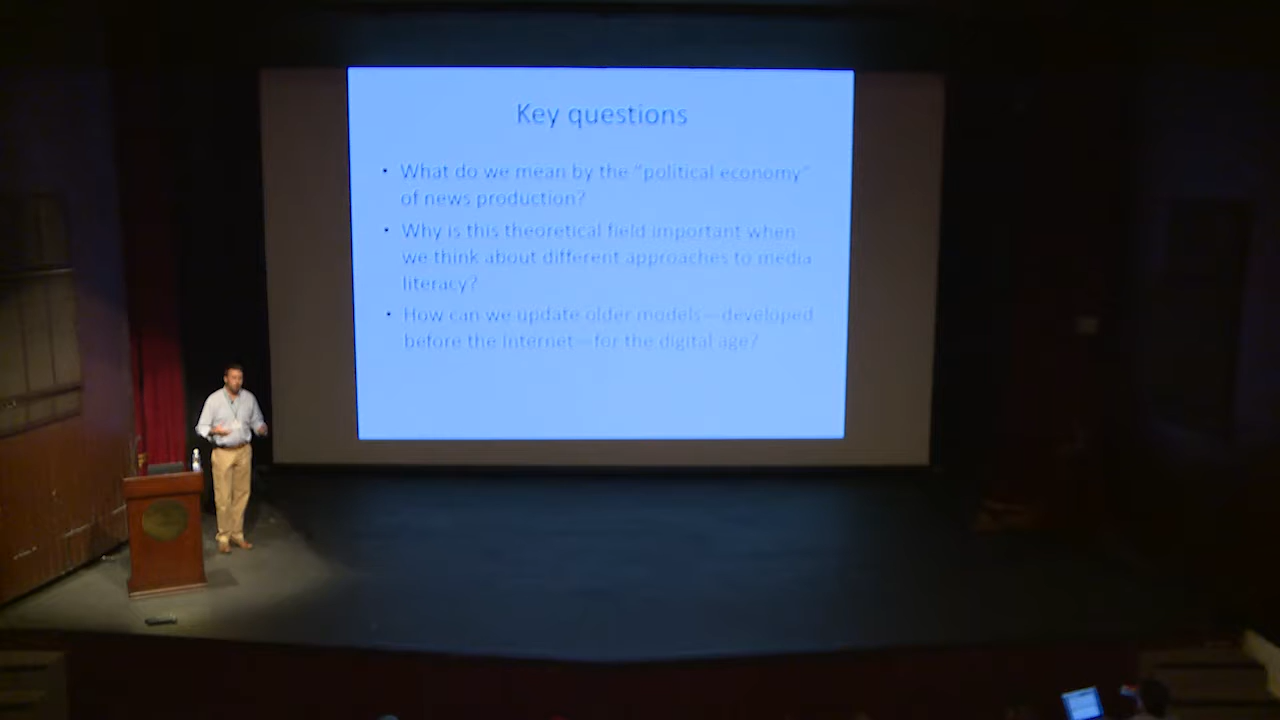 Key questions
• What do we mean by the "political economy"
of news production?
• Why is this theoretical field important when
we think about different approaches to media
literacy?
• How can we update older models—developed
before the Internet—for the digital age?